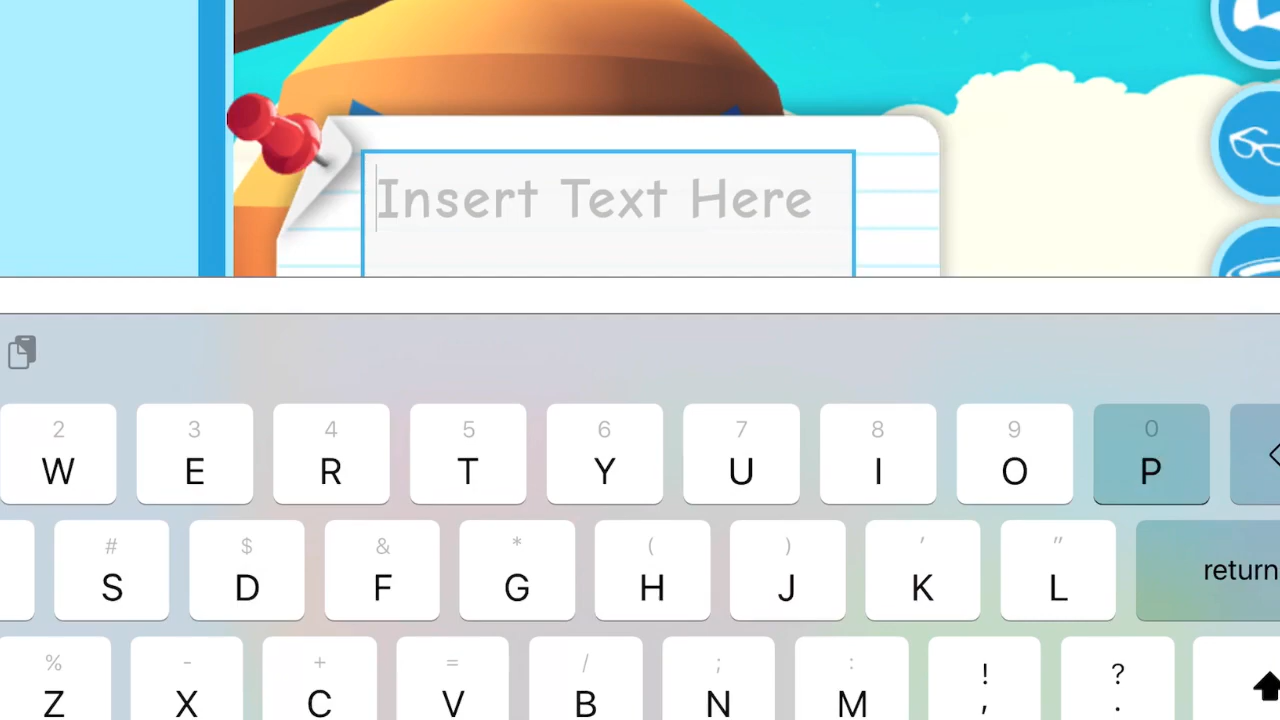 Insert Text Here
2 3 4 5 6 7 8 9 0
W E R T Y U I O P
# $ & * ( ) ' "
S D F G H J K L return
% - + = / ; : ! ?
Z X C V B N M , .